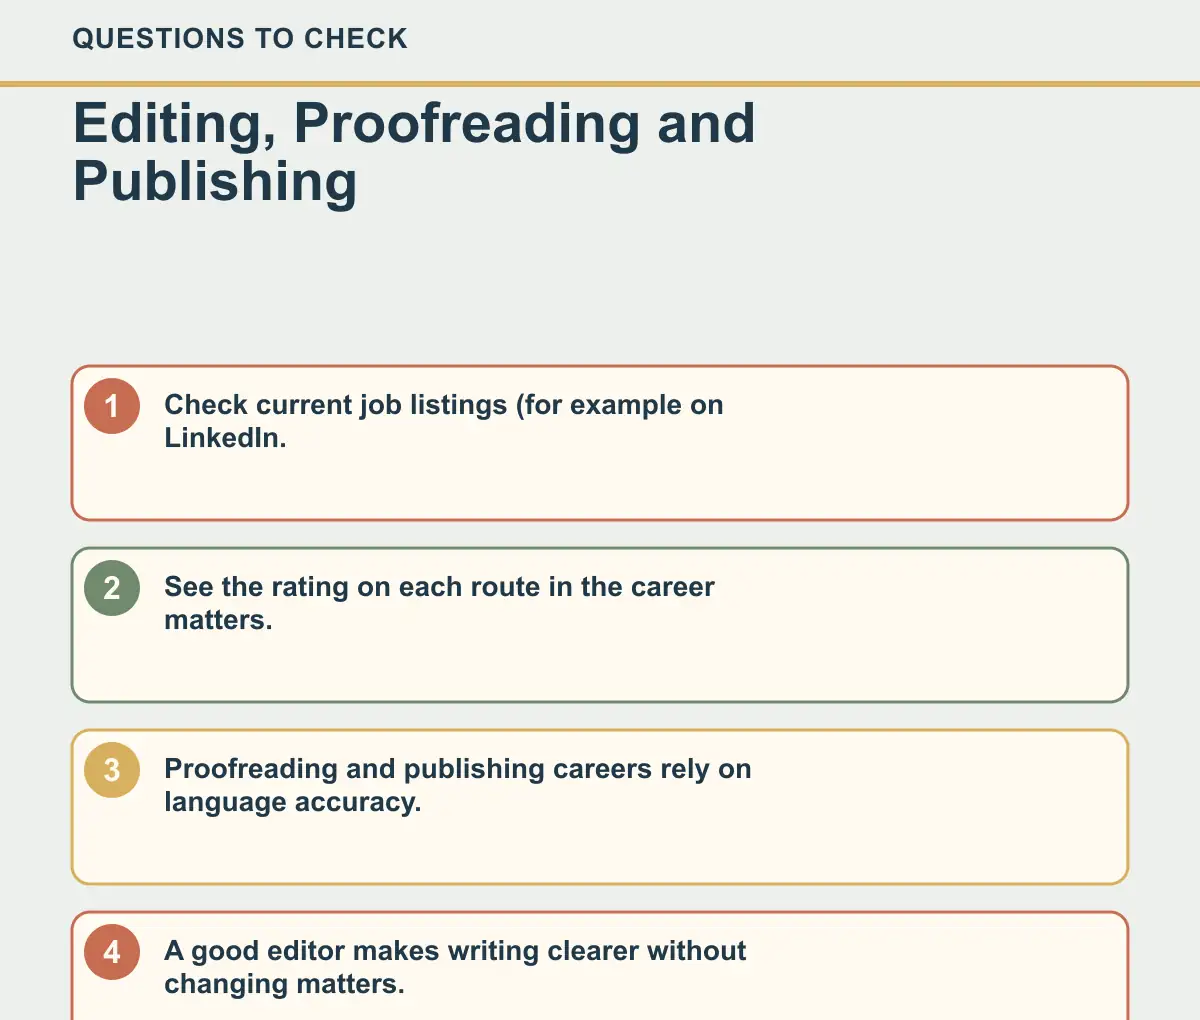 QUESTIONS TO CHECK
Editing, Proofreading and
Publishing
1
Check current job listings (for example on
LinkedIn.
2
See the rating on each route in the career
matters.
3
Proofreading and publishing careers rely on
language accuracy.
4
A good editor makes writing clearer without
changing matters.